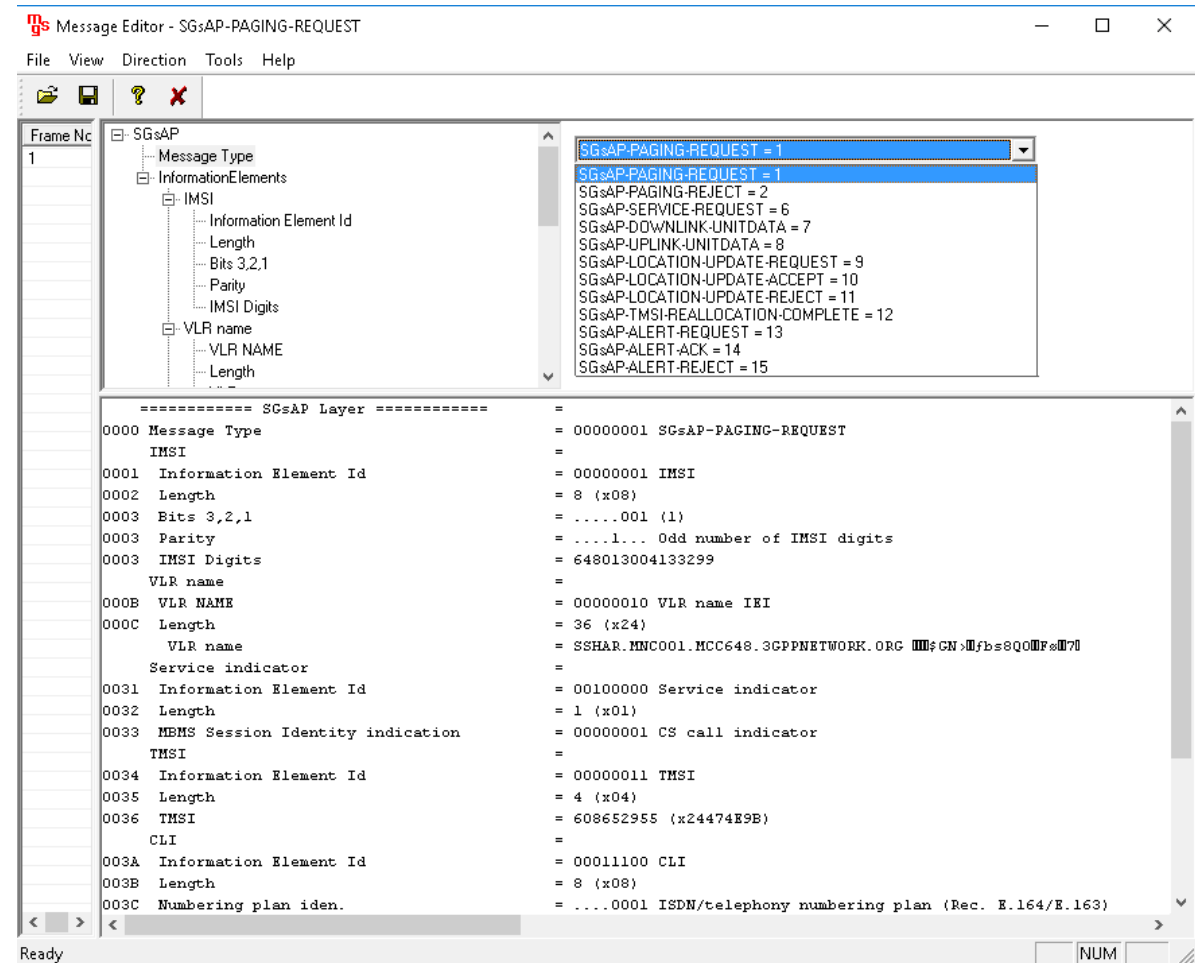 mgs Message Editor - SGsAP-PAGING-REQUEST
File View Direction Tools Help
Frame Nc
1
SGsAP
Message Type
InformationElements
IMSI
Information Element Id
Length
Bits 3,2,1
Parity
IMSI Digits
VLR name
VLR NAME
Length
SGsAP-PAGING-REQUEST = 1
SGsAP-PAGING-REQUEST = 1
SGsAP-PAGING-REJECT = 2
SGsAP-SERVICE-REQUEST = 6
SGsAP-DOWNLINK-UNITDATA = 7
SGsAP-UPLINK-UNITDATA = 8
SGsAP-LOCATION-UPDATE-REQUEST = 9
SGsAP-LOCATION-UPDATE-ACCEPT = 10
SGsAP-LOCATION-UPDATE-REJECT = 11
SGsAP-TMSI-REALLOCATION-COMPLETE = 12
SGsAP-ALERT-REQUEST = 13
SGsAP-ALERT-ACK = 14
SGsAP-ALERT-REJECT = 15
============ SGsAP Layer ============ =
0000 Message Type = 00000001 SGsAP-PAGING-REQUEST
IMSI =
0001 Information Element Id = 00000001 IMSI
0002 Length = 8 (x08)
0003 Bits 3,2,1 = .....001 (1)
0003 Parity = ....1... Odd number of IMSI digits
0003 IMSI Digits = 648013004133299
VLR name =
000B VLR NAME = 00000010 VLR name IEI
000C Length = 36 (x24)
VLR name = SSHAR.MNC001.MCC648.3GPPNETWORK.ORG
Service indicator =
0031 Information Element Id = 00100000 Service indicator
0032 Length = 1 (x01)
0033 MBMS Session Identity indication = 00000001 CS call indicator
TMSI =
0034 Information Element Id = 00000011 TMSI
0035 Length = 4 (x04)
0036 TMSI = 608652955 (x24474E9B)
CLI =
003A Information Element Id = 00011100 CLI
003B Length = 8 (x08)
003C Numbering plan iden. = ....0001 ISDN/telephony numbering plan (Rec. E.164/E.163)
Ready
NUM